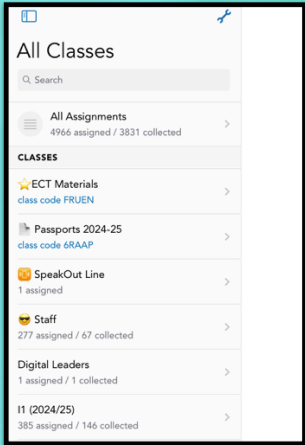 All Classes
Search
All Assignments
4966 assigned / 3831 collected
CLASSES
⭐ECT Materials
class code FRUEN
Passports 2024-25
class code 6RAAP
SpeakOut Line
1 assigned
😎 Staff
277 assigned / 67 collected
Digital Leaders
1 assigned / 1 collected
I1 (2024/25)
385 assigned / 146 collected